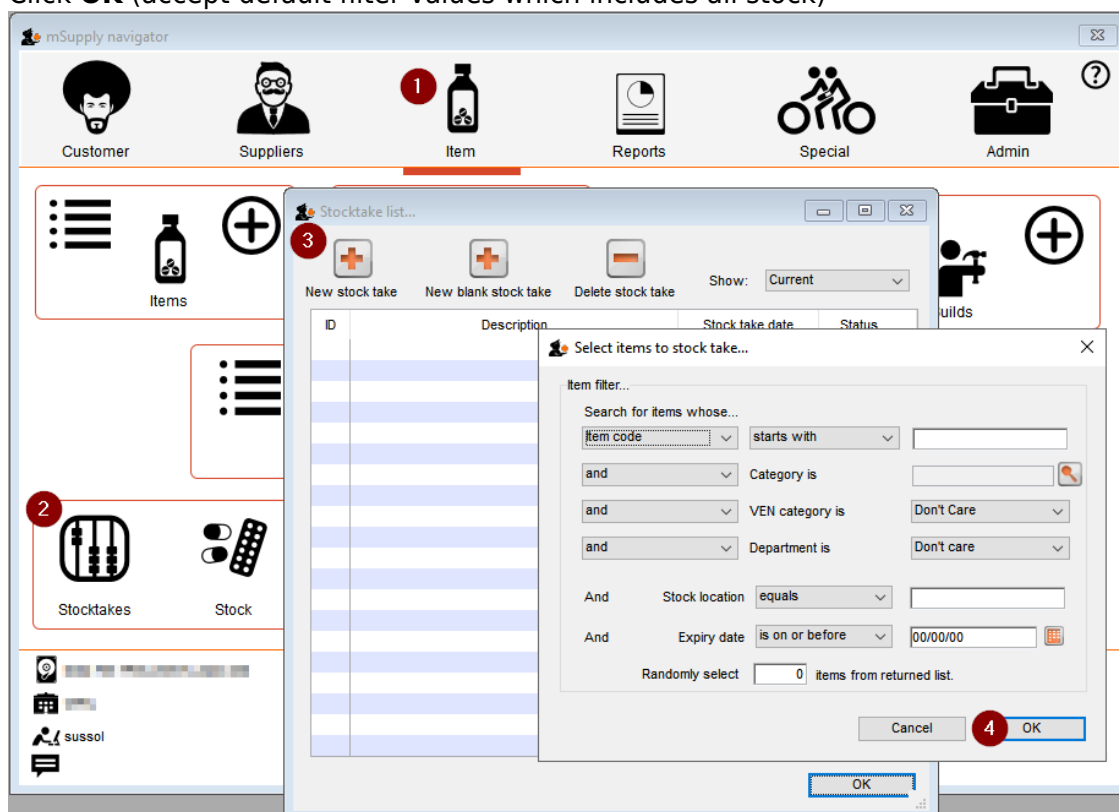 Click OK (accept default filter values which includes all stock)
mSupply navigator
1
Customer Suppliers Item Reports Special Admin
Stocktake list...
3
New stock take New blank stock take Delete stock take Show: Current
Items
ID Description Stock take date Status
Select items to stock take...
Item filter...
Search for items whose...
Item code starts with
and Category is
and VEN category is Don't Care
and Department is Don't care
And Stock location equals
And Expiry date is on or before 00/00/00
Randomly select 0 items from returned list.
Cancel 4 OK
2
Stocktakes Stock
sussol
OK